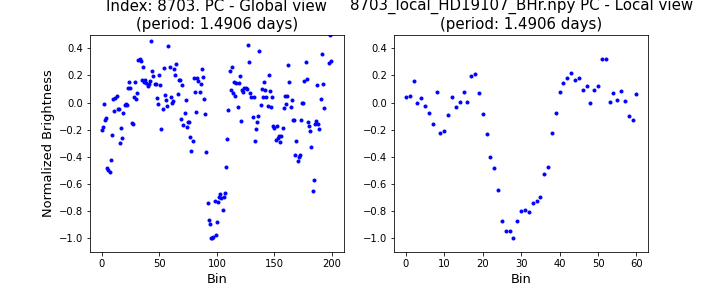 Index: 8703. PC - Global view
(period: 1.4906 days)
8703_local_HD19107_BHr.npy PC - Local view
(period: 1.4906 days)
Normalized Brightness
0.4
0.2
0.0
−0.2
−0.4
−0.6
−0.8
−1.0
0 50 100 150 200
Bin
0.4
0.2
0.0
−0.2
−0.4
−0.6
−0.8
−1.0
0 10 20 30 40 50 60
Bin